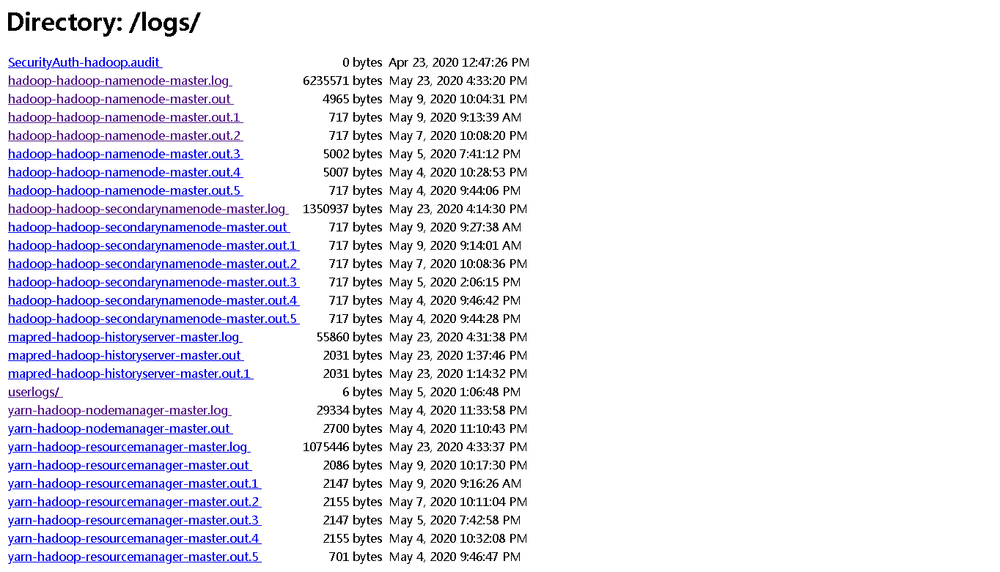 Directory: /logs/
SecurityAuth-hadoop.audit 0 bytes Apr 23, 2020 12:47:26 PM
hadoop-hadoop-namenode-master.log 6235571 bytes May 23, 2020 4:33:20 PM
hadoop-hadoop-namenode-master.out 4965 bytes May 9, 2020 10:04:31 PM
hadoop-hadoop-namenode-master.out.1 717 bytes May 9, 2020 9:13:39 AM
hadoop-hadoop-namenode-master.out.2 717 bytes May 7, 2020 10:08:20 PM
hadoop-hadoop-namenode-master.out.3 5002 bytes May 5, 2020 7:41:12 PM
hadoop-hadoop-namenode-master.out.4 5007 bytes May 4, 2020 10:28:53 PM
hadoop-hadoop-namenode-master.out.5 717 bytes May 4, 2020 9:44:06 PM
hadoop-hadoop-secondarynamenode-master.log 1350937 bytes May 23, 2020 4:14:30 PM
hadoop-hadoop-secondarynamenode-master.out 717 bytes May 9, 2020 9:27:38 AM
hadoop-hadoop-secondarynamenode-master.out.1 717 bytes May 9, 2020 9:14:01 AM
hadoop-hadoop-secondarynamenode-master.out.2 717 bytes May 7, 2020 10:08:36 PM
hadoop-hadoop-secondarynamenode-master.out.3 717 bytes May 5, 2020 2:06:15 PM
hadoop-hadoop-secondarynamenode-master.out.4 717 bytes May 4, 2020 9:46:42 PM
hadoop-hadoop-secondarynamenode-master.out.5 717 bytes May 4, 2020 9:44:28 PM
mapred-hadoop-historyserver-master.log 55860 bytes May 23, 2020 4:31:38 PM
mapred-hadoop-historyserver-master.out 2031 bytes May 23, 2020 1:37:46 PM
mapred-hadoop-historyserver-master.out.1 2031 bytes May 23, 2020 1:14:32 PM
userlogs/ 6 bytes May 5, 2020 1:06:48 PM
yarn-hadoop-nodemanager-master.log 29334 bytes May 4, 2020 11:33:58 PM
yarn-hadoop-nodemanager-master.out 2700 bytes May 4, 2020 11:10:43 PM
yarn-hadoop-resourcemanager-master.log 1075446 bytes May 23, 2020 4:33:37 PM
yarn-hadoop-resourcemanager-master.out 2086 bytes May 9, 2020 10:17:30 PM
yarn-hadoop-resourcemanager-master.out.1 2147 bytes May 9, 2020 9:16:26 AM
yarn-hadoop-resourcemanager-master.out.2 2155 bytes May 7, 2020 10:11:04 PM
yarn-hadoop-resourcemanager-master.out.3 2147 bytes May 5, 2020 7:42:58 PM
yarn-hadoop-resourcemanager-master.out.4 2155 bytes May 4, 2020 10:32:08 PM
yarn-hadoop-resourcemanager-master.out.5 701 bytes May 4, 2020 9:46:47 PM